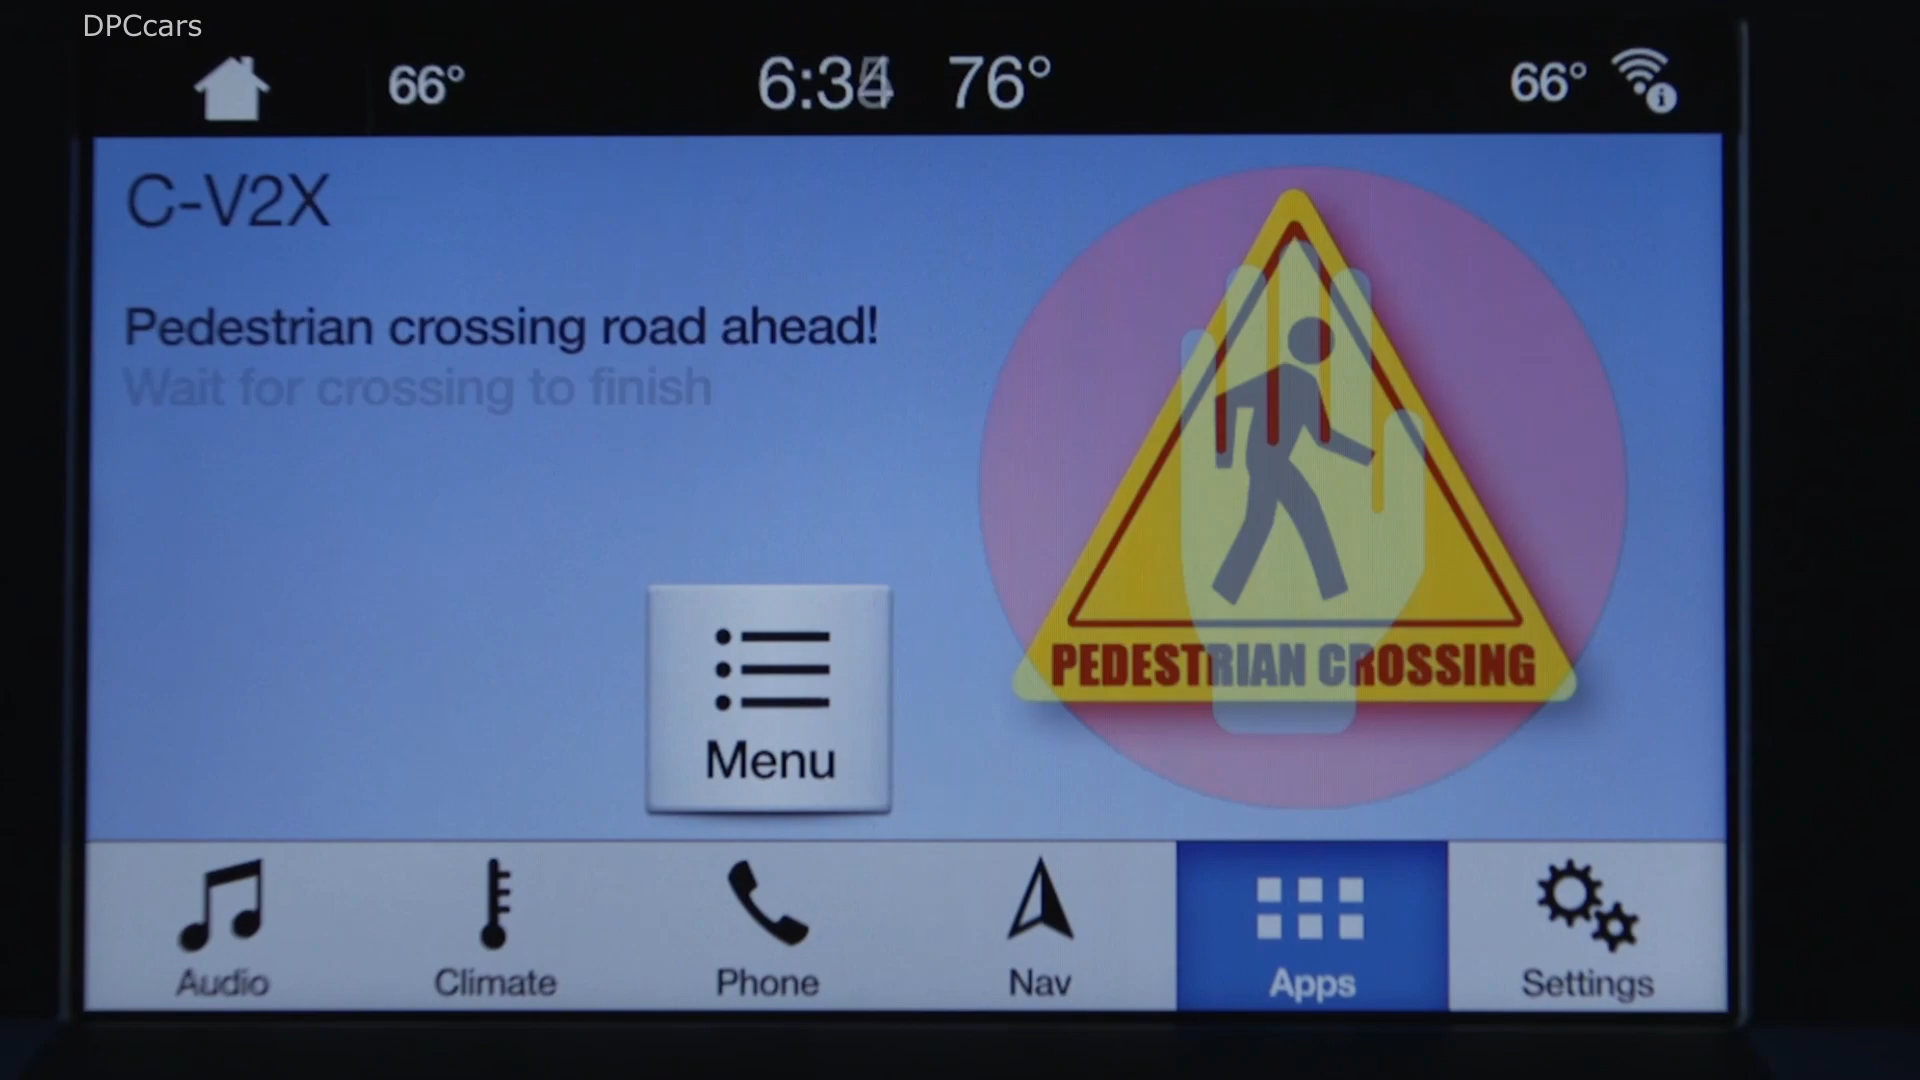 DPCcars
66° 76° 66°
C-V2X
Pedestrian crossing road ahead!
Wait for crossing to finish
PEDESTRIAN CROSSING
Menu
Audio Climate Phone Nav Apps Settings